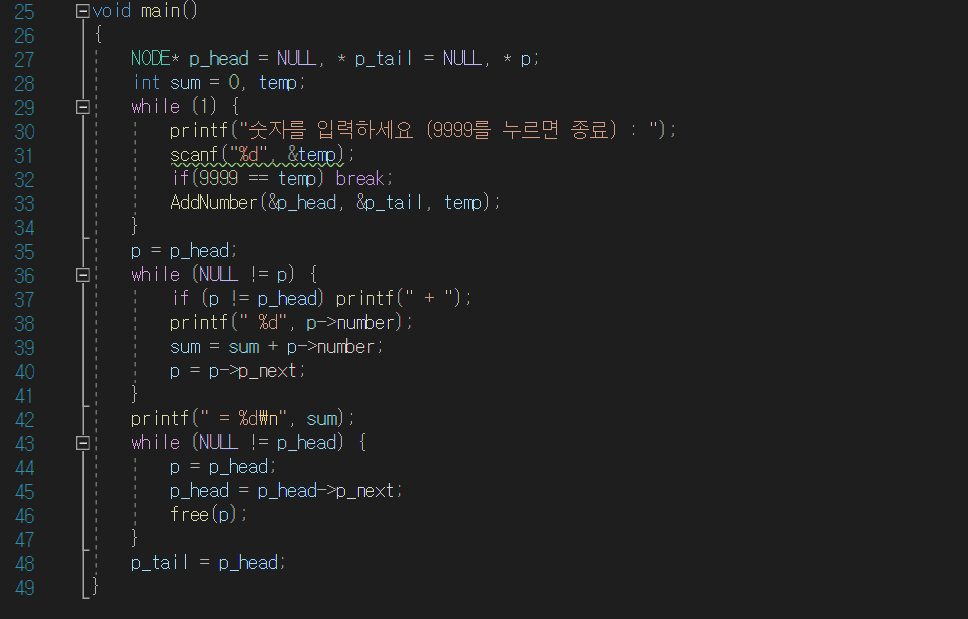 25 void main()
26 {
27 NODE* p_head = NULL, * p_tail = NULL, * p;
28 int sum = 0, temp;
29 while (1) {
30 printf("숫자를 입력하세요 (9999를 누르면 종료) : ");
31 scanf("%d", &temp);
32 if(9999 == temp) break;
33 AddNumber(&p_head, &p_tail, temp);
34 }
35 p = p_head;
36 while (NULL != p) {
37 if (p != p_head) printf(" + ");
38 printf(" %d", p->number);
39 sum = sum + p->number;
40 p = p->p_next;
41 }
42 printf(" = %d₩n", sum);
43 while (NULL != p_head) {
44 p = p_head;
45 p_head = p_head->p_next;
46 free(p);
47 }
48 p_tail = p_head;
49 }